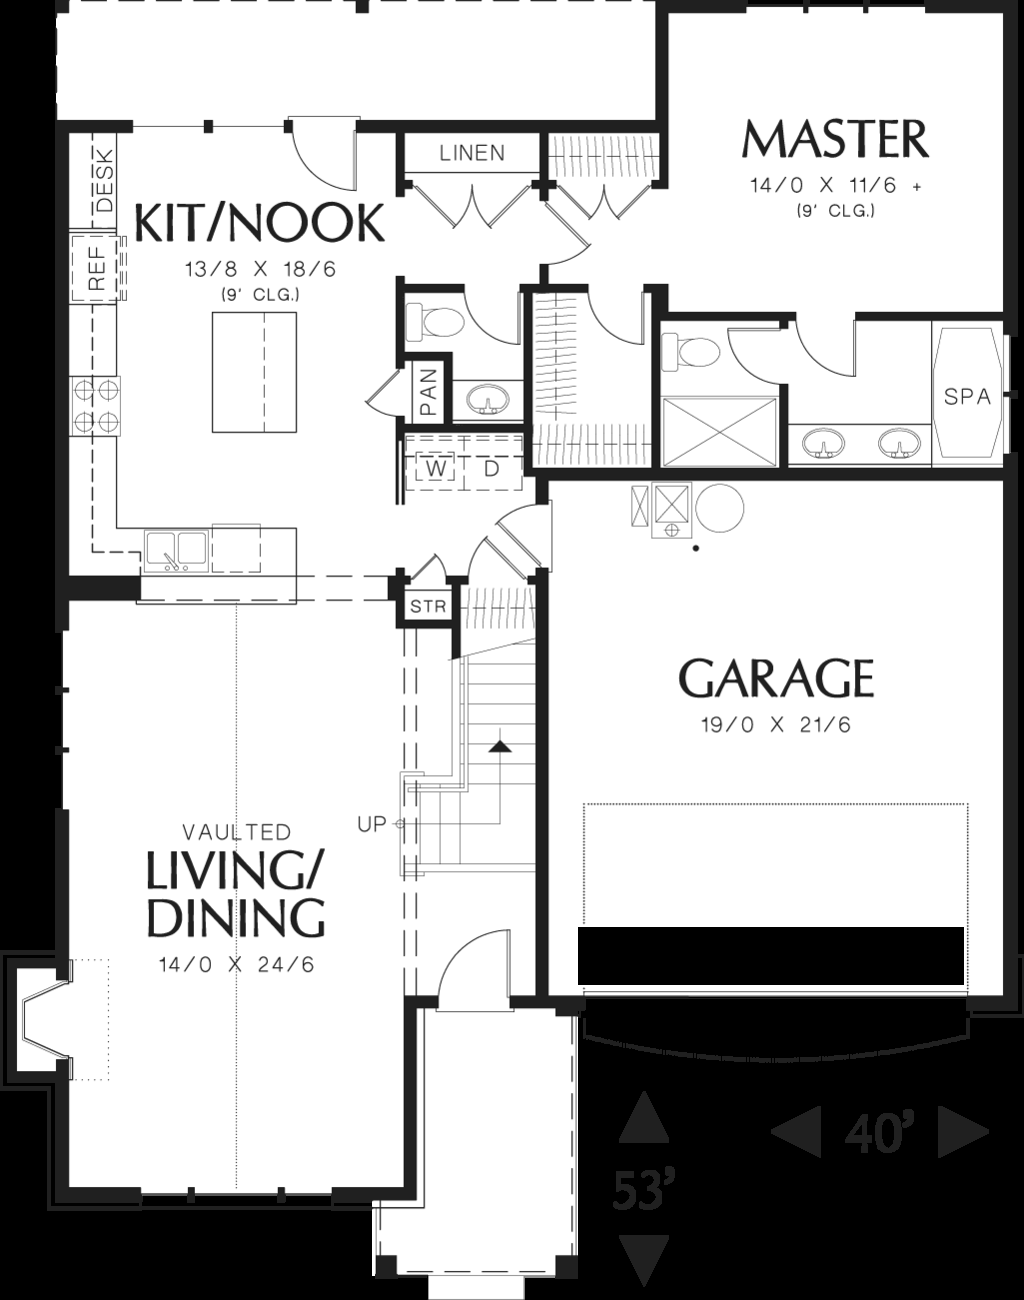 LINEN
MASTER
14/0 X 11/6 +
(9' CLG.)
DESK
KIT/NOOK
13/8 X 18/6
(9' CLG.)
REF
PAN
SPA
W
D
STR
GARAGE
19/0 X 21/6
UP
VAULTED
LIVING/
DINING
14/0 X 24/6
40'
53'